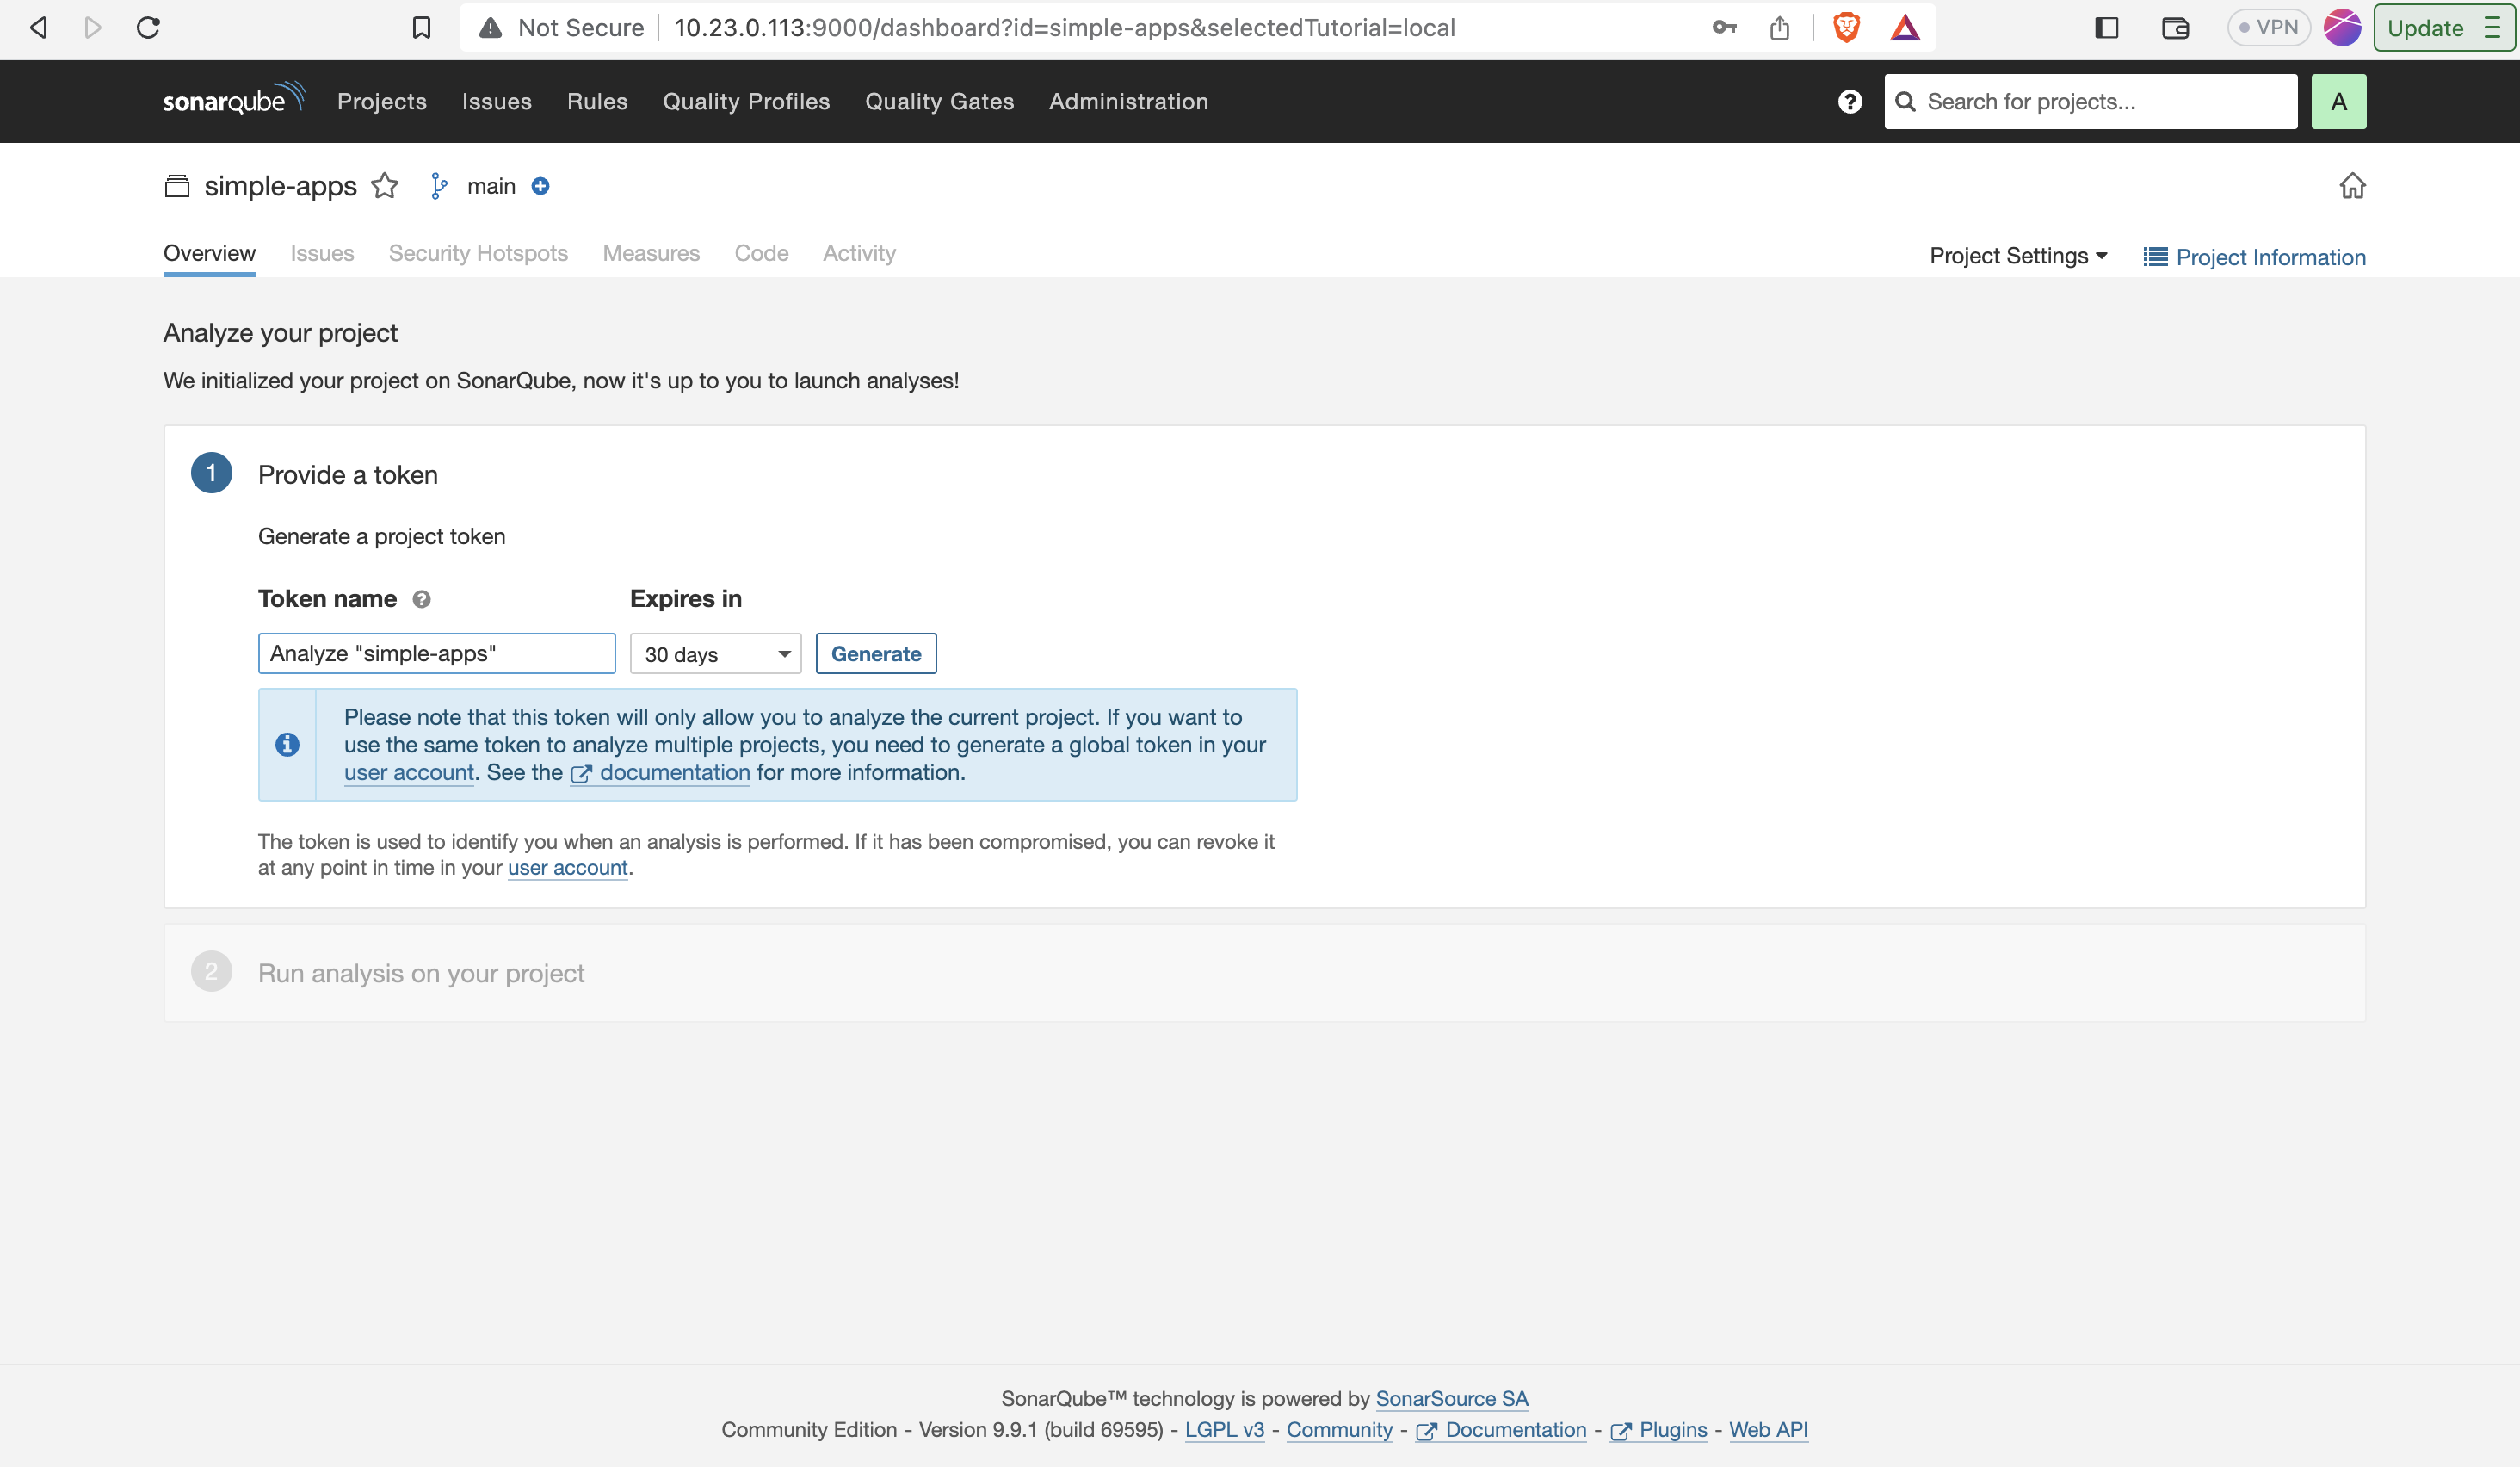 Not Secure 10.23.0.113:9000/dashboard?id=simple-apps&selectedTutorial=local VPN Update
sonarqube Projects Issues Rules Quality Profiles Quality Gates Administration Search for projects... A
simple-apps main
Overview Issues Security Hotspots Measures Code Activity Project Settings Project Information
Analyze your project
We initialized your project on SonarQube, now it's up to you to launch analyses!
1 Provide a token
Generate a project token
Token name Expires in
Analyze "simple-apps" 30 days Generate
Please note that this token will only allow you to analyze the current project. If you want to
use the same token to analyze multiple projects, you need to generate a global token in your
user account. See the documentation for more information.
The token is used to identify you when an analysis is performed. If it has been compromised, you can revoke it
at any point in time in your user account.
2 Run analysis on your project
SonarQube™ technology is powered by SonarSource SA
Community Edition - Version 9.9.1 (build 69595) - LGPL v3 - Community - Documentation - Plugins - Web API